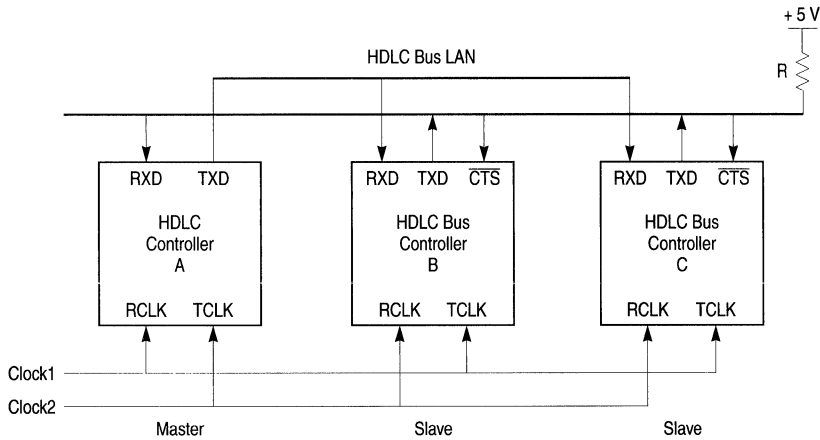 + 5 V
HDLC Bus LAN
R
RXD TXD
RXD TXD CTS
RXD TXD CTS
HDLC
Controller
A
HDLC Bus
Controller
B
HDLC Bus
Controller
C
RCLK TCLK
RCLK TCLK
RCLK TCLK
Clock1
Clock2
Master
Slave
Slave